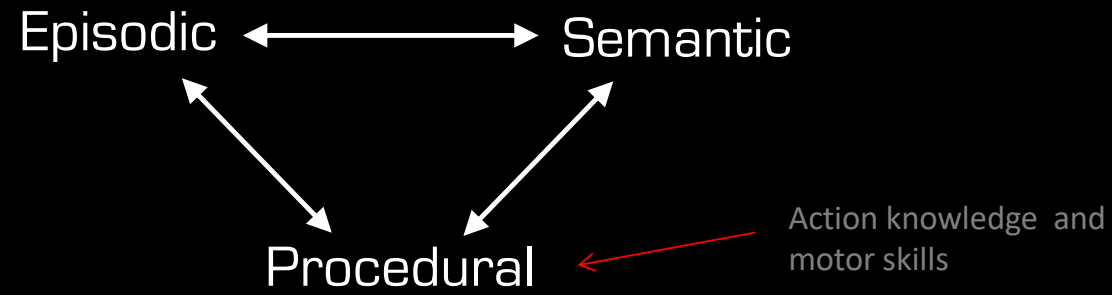 Episodic Semantic
Action knowledge and
motor skills
Procedural